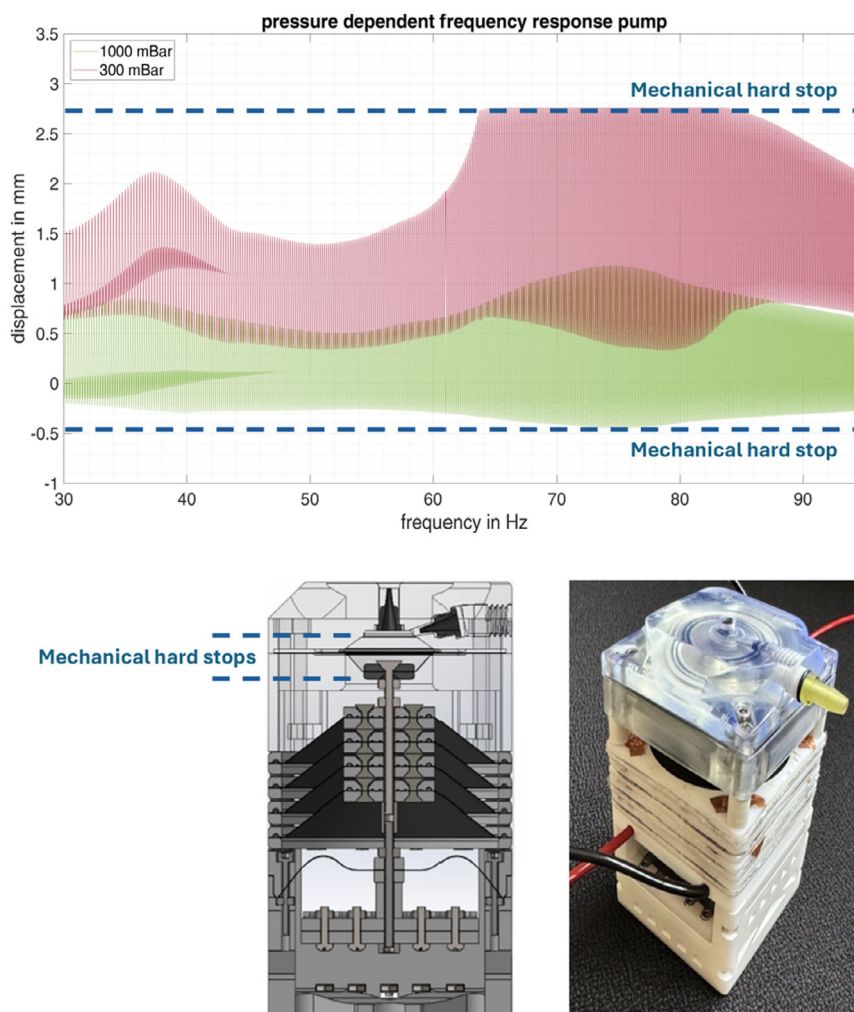 pressure dependent frequency response pump
3.5
3
2.5
2
1.5
1
0.5
0
-0.5
-1
1000 mBar
300 mBar
Mechanical hard stop
Mechanical hard stop
displacement in mm
30
40
50
60
70
80
90
frequency in Hz
Mechanical hard stops